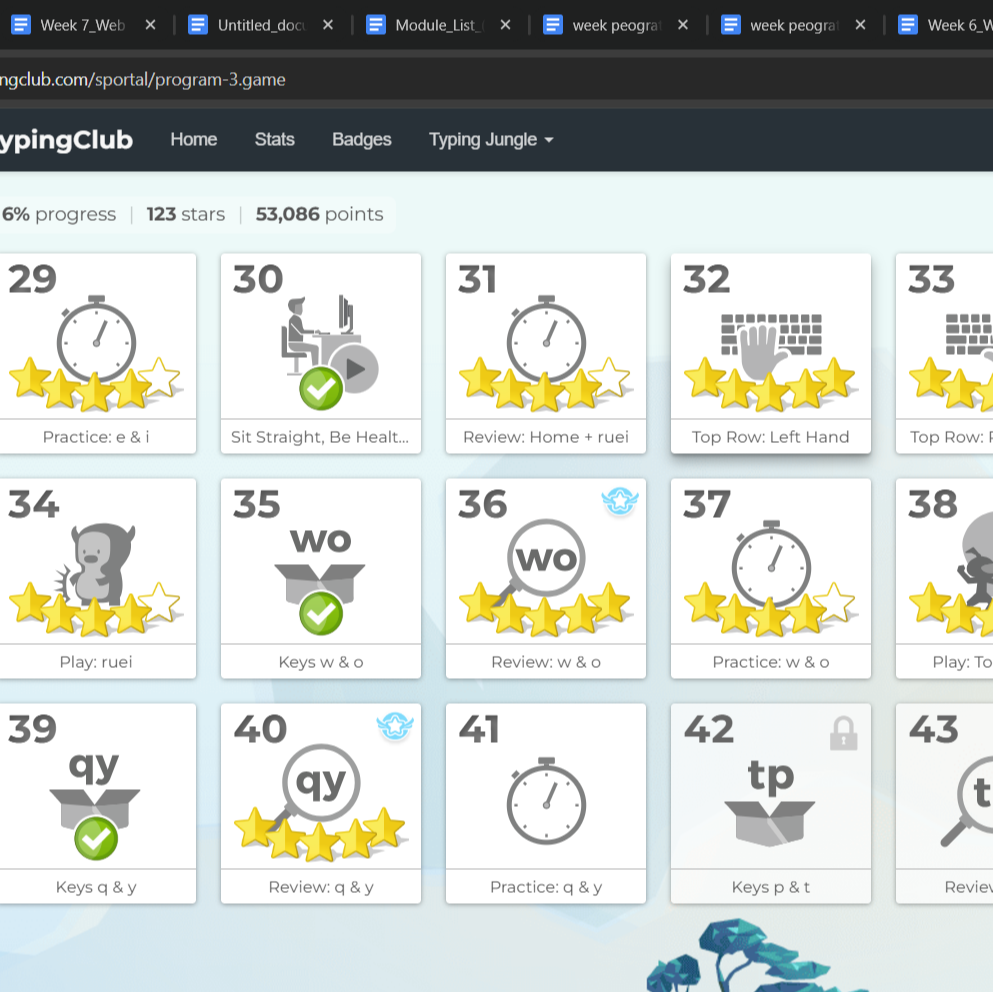 Week 7_Web
Untitled_docu
Module_List_
week peograf
week peograf
Week 6_W
ngclub.com/sportal/program-3.game
ypingClub Home Stats Badges Typing Jungle
6% progress | 123 stars | 53,086 points
29 30 31 32 33
Practice: e & i
Sit Straight, Be Healt...
Review: Home + ruei
Top Row: Left Hand
Top Row:
34 35 36 37 38
wo wo
Play: ruei
Keys w & o
Review: w & o
Practice: w & o
Play: To
39 40 41 42 43
qy qy tp t
Keys q & y
Review: q & y
Practice: q & y
Keys p & t
Review